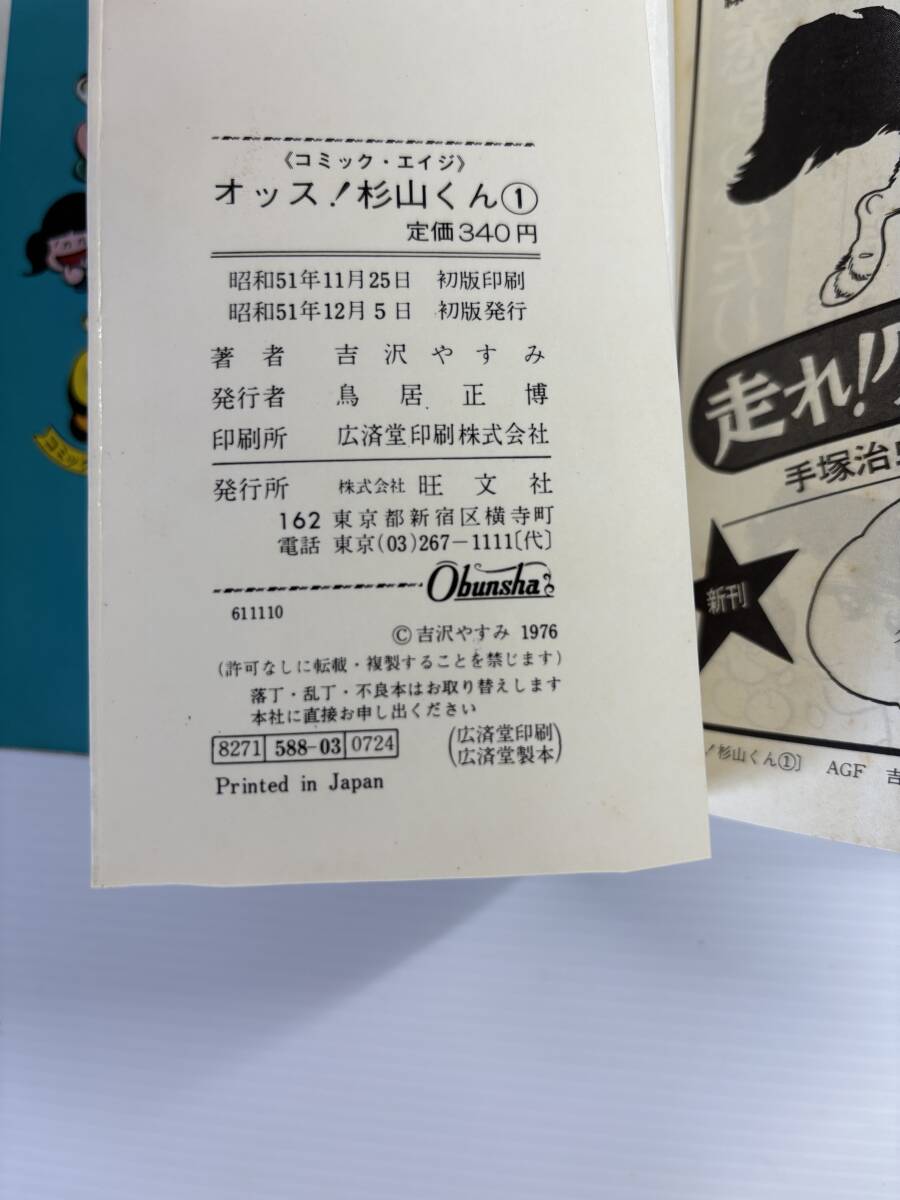 《コミック・エイジ》
オッス!杉山くん①
定価340円
昭和51年11月25日 初版印刷
昭和51年12月5日 初版発行
著者 吉沢やすみ
発行者 鳥居正博
印刷所 広済堂印刷株式会社
発行所 株式会社 旺文社
162 東京都新宿区横寺町
電話 東京(03)267−1111〔代〕
Obunsha
611110
©吉沢やすみ 1976
(許可なしに転載・複製することを禁じます)
落丁・乱丁・不良本はお取り替えします
本社に直接お申し出ください
8271 588-03 0724
(広済堂印刷
広済堂製本)
Printed in Japan
走れ!
手塚治
新刊
!杉山くん①〕 AGF 吉
コミック